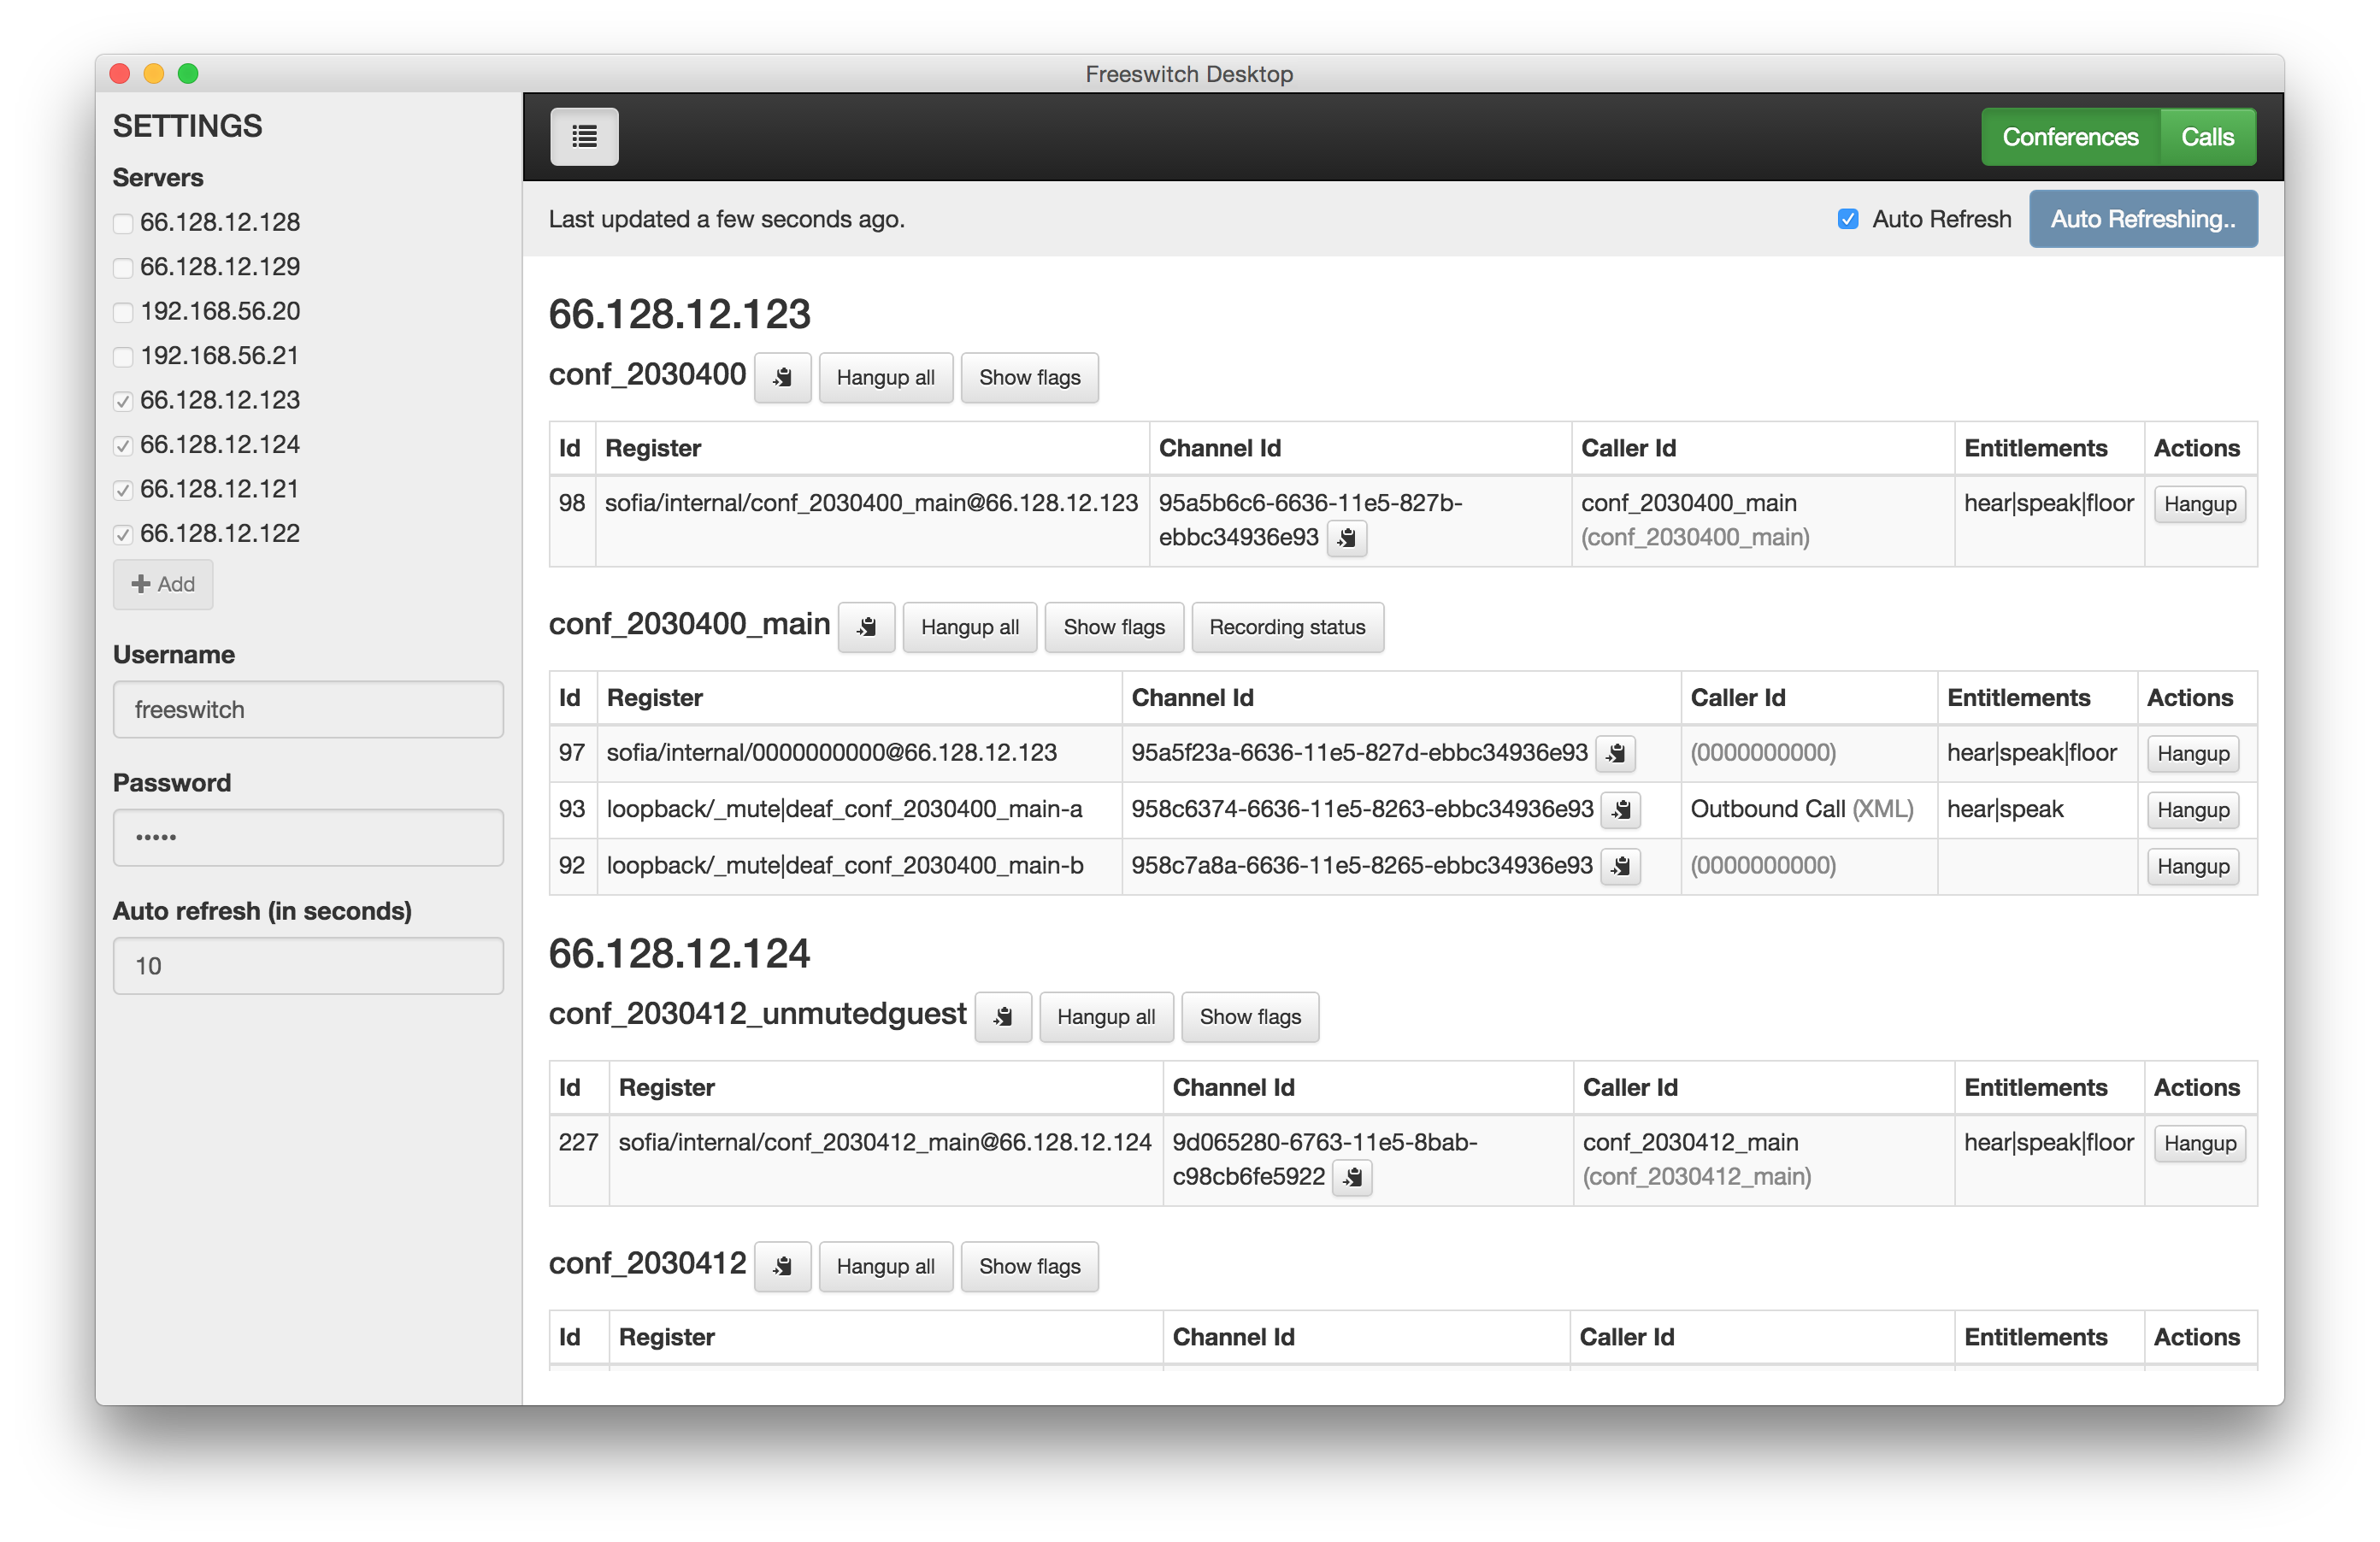 Freeswitch Desktop
SETTINGS
Servers
66.128.12.128
66.128.12.129
192.168.56.20
192.168.56.21
66.128.12.123
66.128.12.124
66.128.12.121
66.128.12.122
Add
Username
freeswitch
Password
•••••
Auto refresh (in seconds)
10
Conferences Calls
Last updated a few seconds ago. Auto Refresh Auto Refreshing..
66.128.12.123
conf_2030400 Hangup all Show flags
Id Register Channel Id Caller Id Entitlements Actions
98 sofia/internal/conf_2030400_main@66.128.12.123 95a5b6c6-6636-11e5-827b- conf_2030400_main hear|speak|floor Hangup
ebbc34936e93 (conf_2030400_main)
conf_2030400_main Hangup all Show flags Recording status
Id Register Channel Id Caller Id Entitlements Actions
97 sofia/internal/0000000000@66.128.12.123 95a5f23a-6636-11e5-827d-ebbc34936e93 (0000000000) hear|speak|floor Hangup
93 loopback/_mute|deaf_conf_2030400_main-a 958c6374-6636-11e5-8263-ebbc34936e93 Outbound Call (XML) hear|speak Hangup
92 loopback/_mute|deaf_conf_2030400_main-b 958c7a8a-6636-11e5-8265-ebbc34936e93 (0000000000) Hangup
66.128.12.124
conf_2030412_unmutedguest Hangup all Show flags
Id Register Channel Id Caller Id Entitlements Actions
227 sofia/internal/conf_2030412_main@66.128.12.124 9d065280-6763-11e5-8bab- conf_2030412_main hear|speak|floor Hangup
c98cb6fe5922 (conf_2030412_main)
conf_2030412 Hangup all Show flags
Id Register Channel Id Caller Id Entitlements Actions